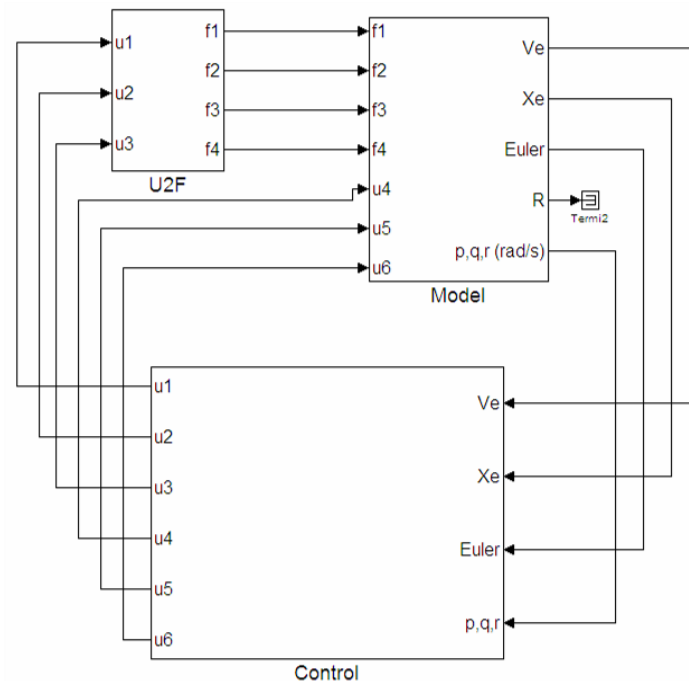 u1
u2
u3
f1
f2
f3
f4
U2F
f1
f2
f3
f4
u4
u5
u6
Ve
Xe
Euler
R
p,q,r (rad/s)
Model
Termi2
u1
u2
u3
u4
u5
u6
Ve
Xe
Euler
p,q,r
Control